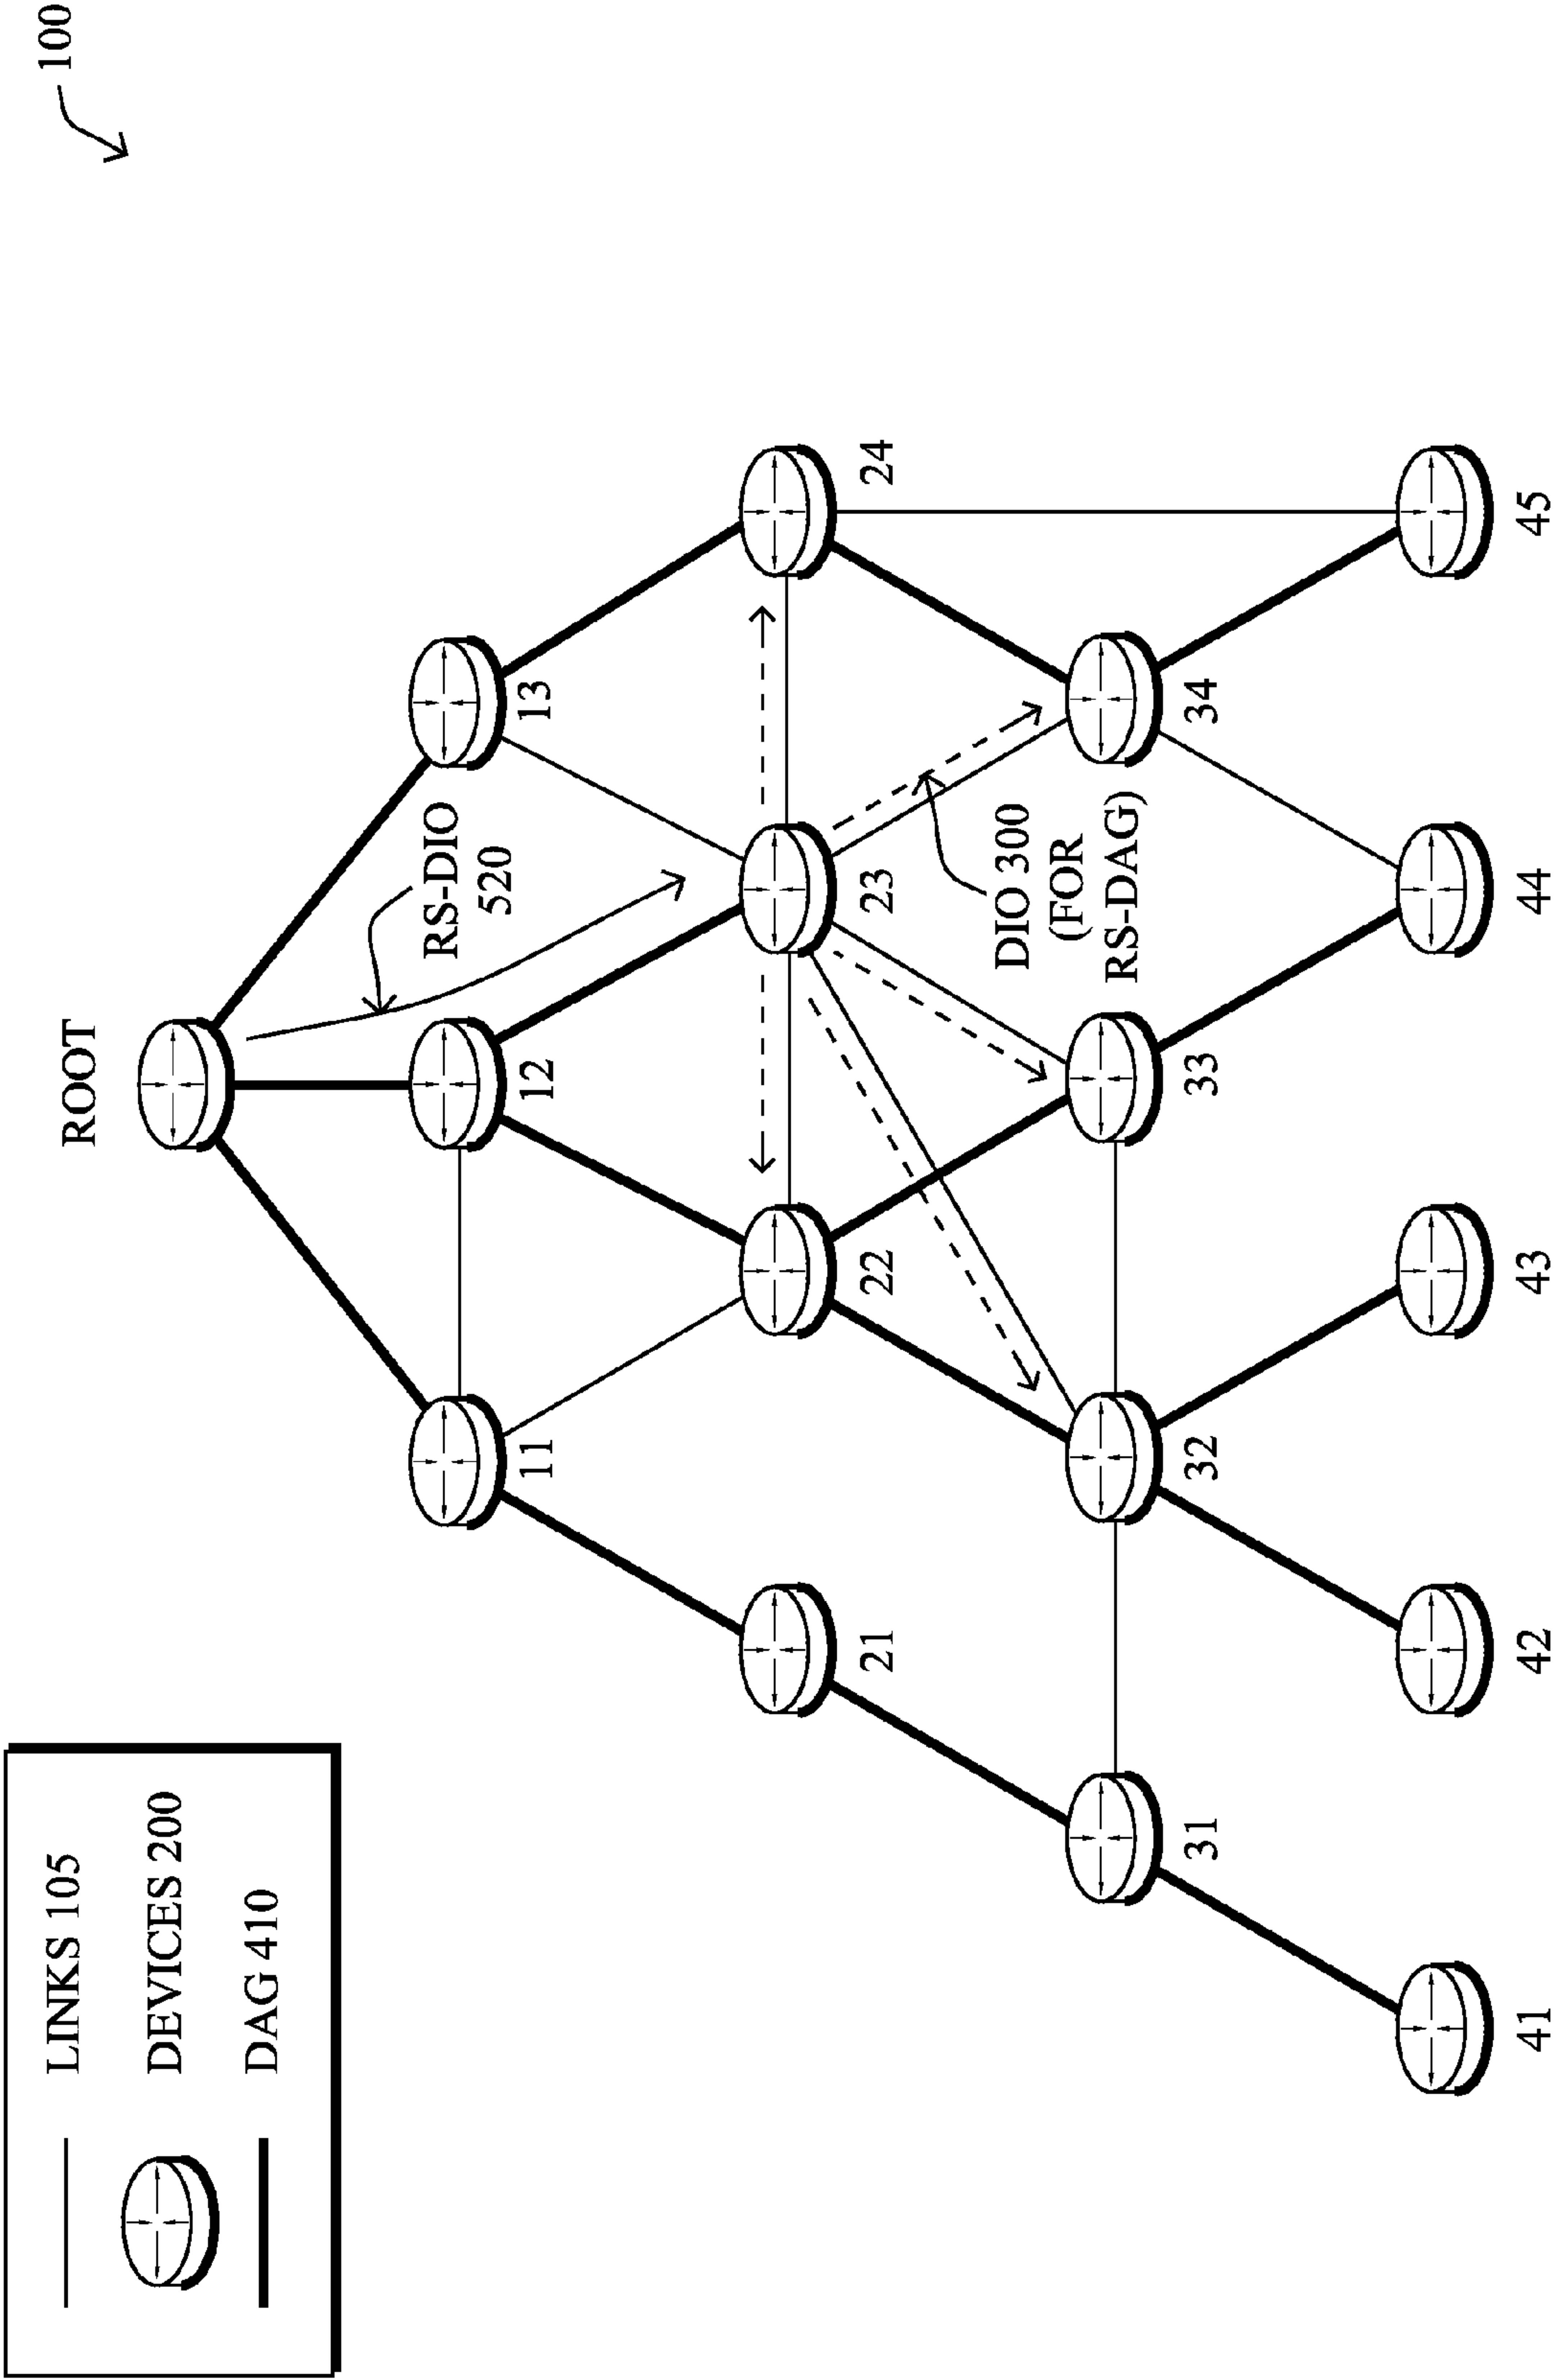 100
LINKS 105
DEVICES 200
DAG 410
ROOT
RS-DIO
520
11
12
13
21
22
23
24
DIO 300
(FOR
RS-DAG)
31
32
33
34
41
42
43
44
45